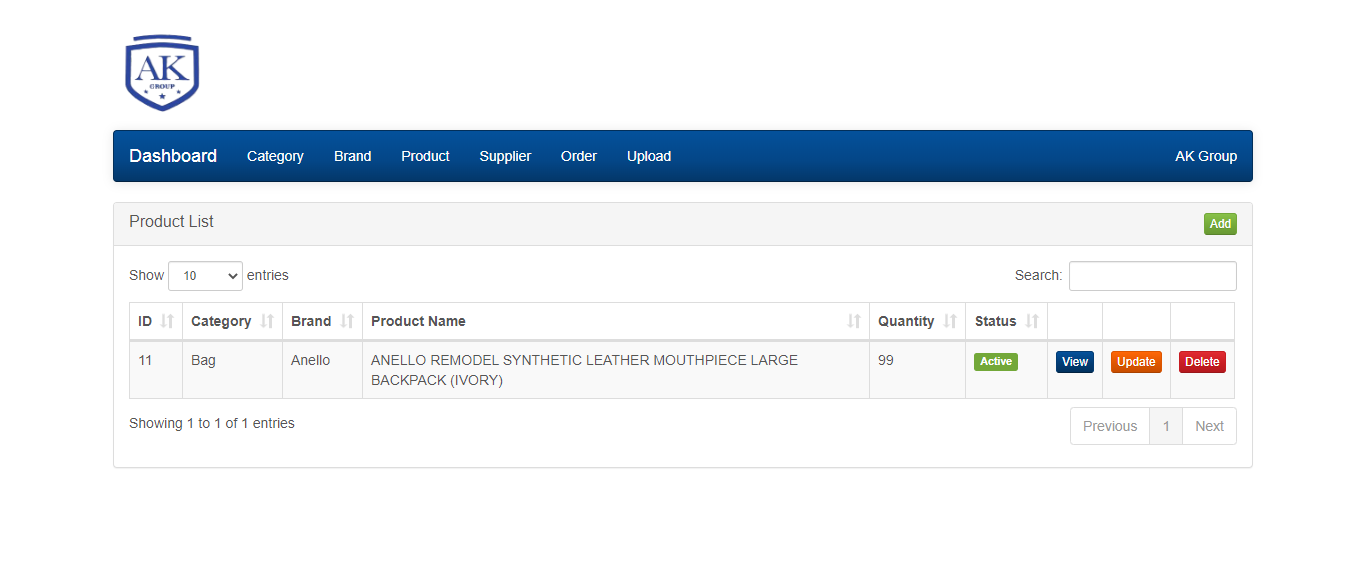 AK
GROUP
Dashboard Category Brand Product Supplier Order Upload AK Group
Product List Add
Show 10 entries Search:
ID Category Brand Product Name Quantity Status
11 Bag Anello ANELLO REMODEL SYNTHETIC LEATHER MOUTHPIECE LARGE 99 Active View Update Delete
BACKPACK (IVORY)
Showing 1 to 1 of 1 entries Previous 1 Next